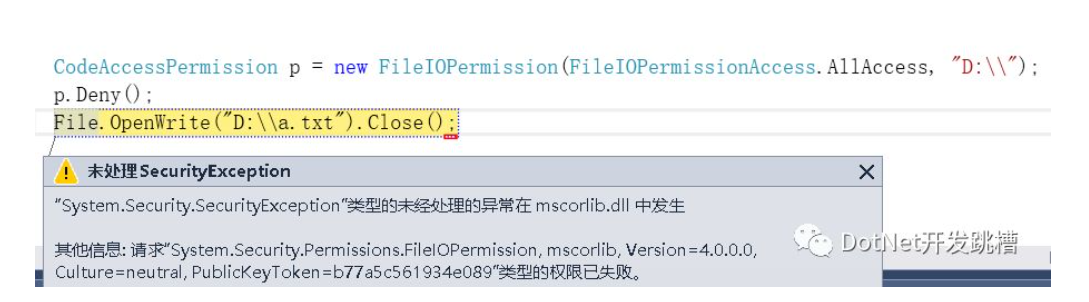 CodeAccessPermission p = new FileIOPermission(FileIOPermissionAccess.AllAccess, "D:\\");
p.Deny();
File.OpenWrite("D:\\a.txt").Close();
未处理SecurityException
"System.Security.SecurityException"类型的未经处理的异常在 mscorlib.dll 中发生
其他信息: 请求"System.Security.Permissions.FileIOPermission, mscorlib, Version=4.0.0.0,
Culture=neutral, PublicKeyToken=b77a5c561934e089"类型的权限已失败。
DotNet开发跳槽